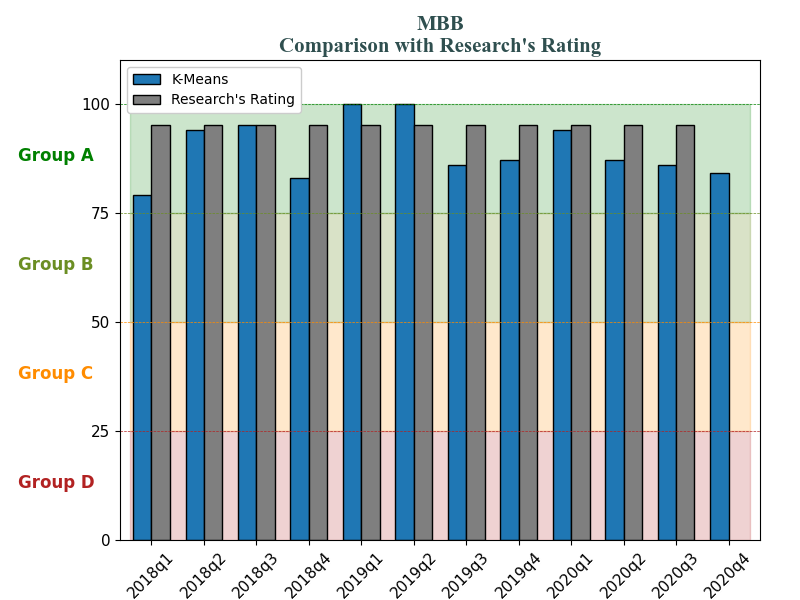 MBB
Comparison with Research's Rating
K-Means
Research's Rating
100
Group A
75
Group B
50
Group C
25
Group D
0
2018q1 2018q2 2018q3 2018q4 2019q1 2019q2 2019q3 2019q4 2020q1 2020q2 2020q3 2020q4